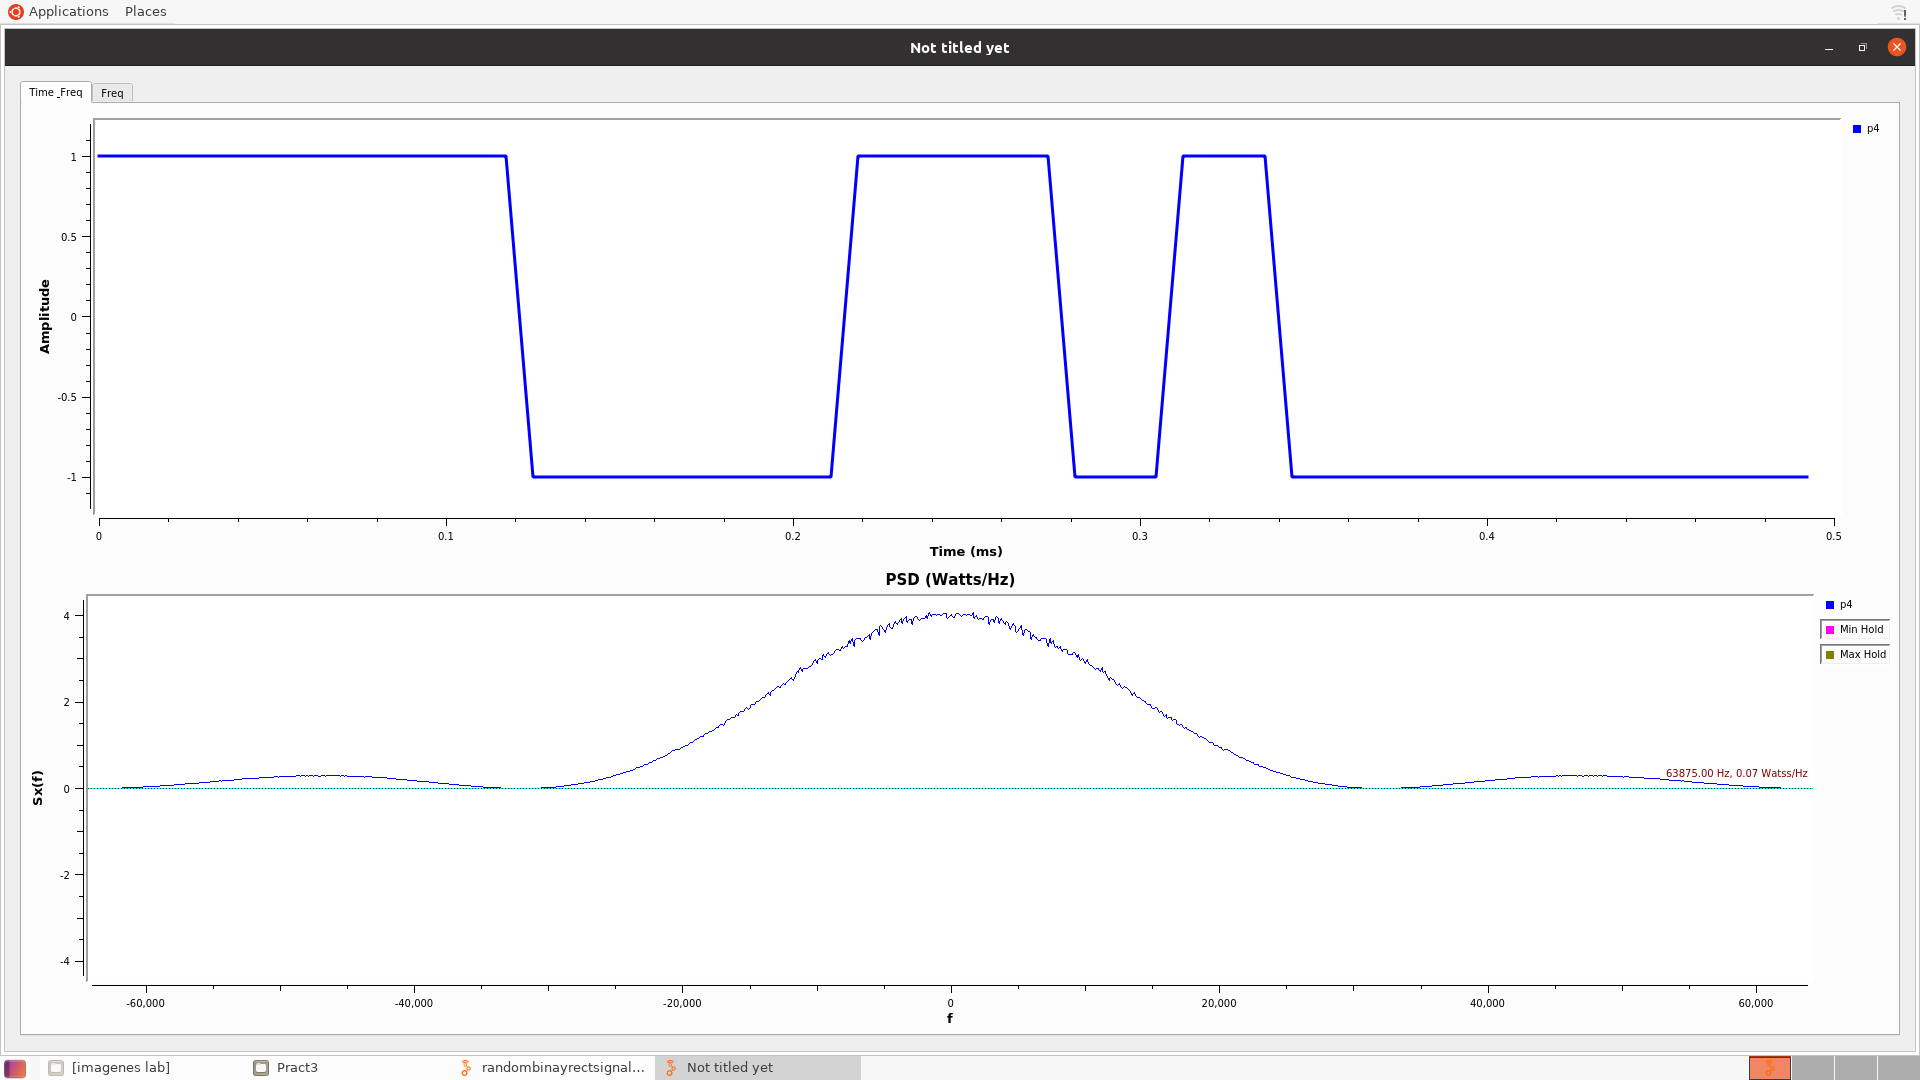 Applications Places
Not titled yet
Time _Freq Freq
p4
1
0.5
0
-0.5
-1
Amplitude
0 0.1 0.2 0.3 0.4 0.5
Time (ms)
PSD (Watts/Hz)
p4
Min Hold
Max Hold
4
2
0
-2
-4
Sx(f)
63875.00 Hz, 0.07 Watss/Hz
-60,000 -40,000 -20,000 0 20,000 40,000 60,000
f
[imagenes lab] Pract3 randombinayrectsignal... Not titled yet